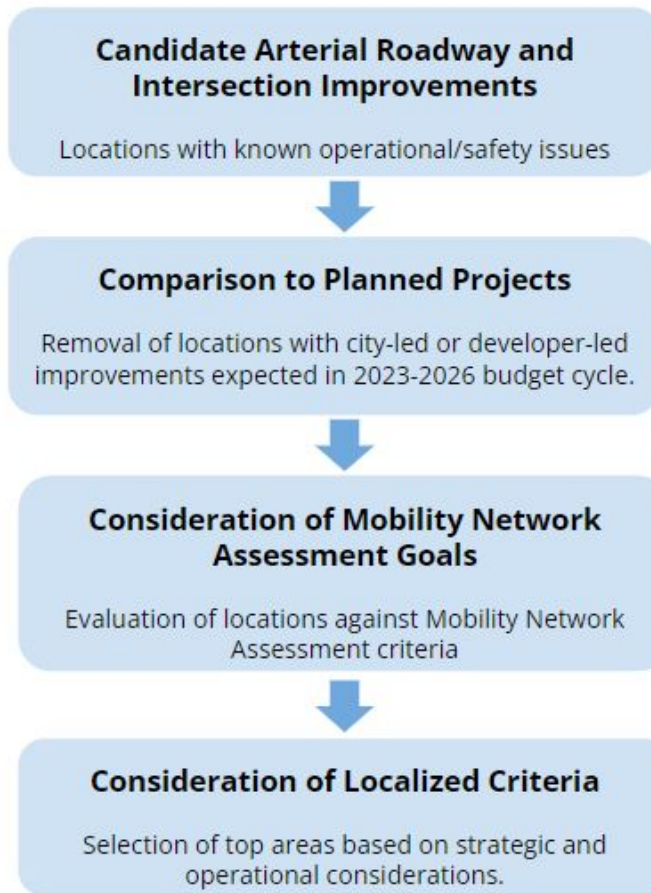 Candidate Arterial Roadway and
Intersection Improvements
Locations with known operational/safety issues
Comparison to Planned Projects
Removal of locations with city-led or developer-led
improvements expected in 2023-2026 budget cycle.
Consideration of Mobility Network
Assessment Goals
Evaluation of locations against Mobility Network
Assessment criteria
Consideration of Localized Criteria
Selection of top areas based on strategic and
operational considerations.